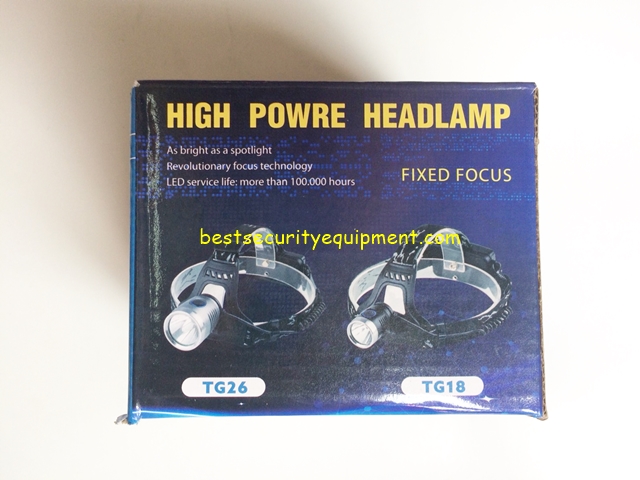 HIGH POWRE HEADLAMP
As bright as a spotlight
Revolutionary focus technology
LED service life: more than 100.000 hours
FIXED FOCUS
bestsecurityequipment.com
TG26
TG18